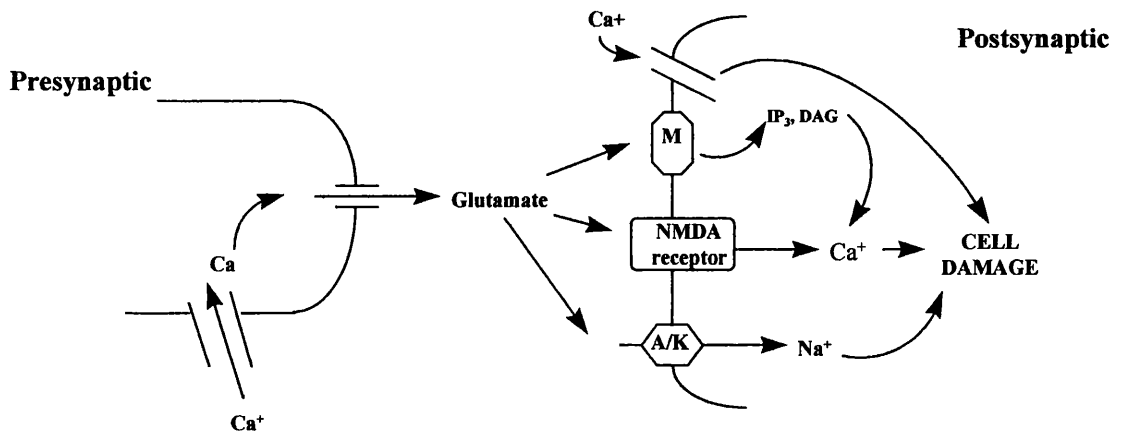 Presynaptic
Ca
Ca⁺
Glutamate
Ca+
Postsynaptic
M
IP₃, DAG
NMDA
receptor
Ca⁺
CELL
DAMAGE
A/K
Na⁺